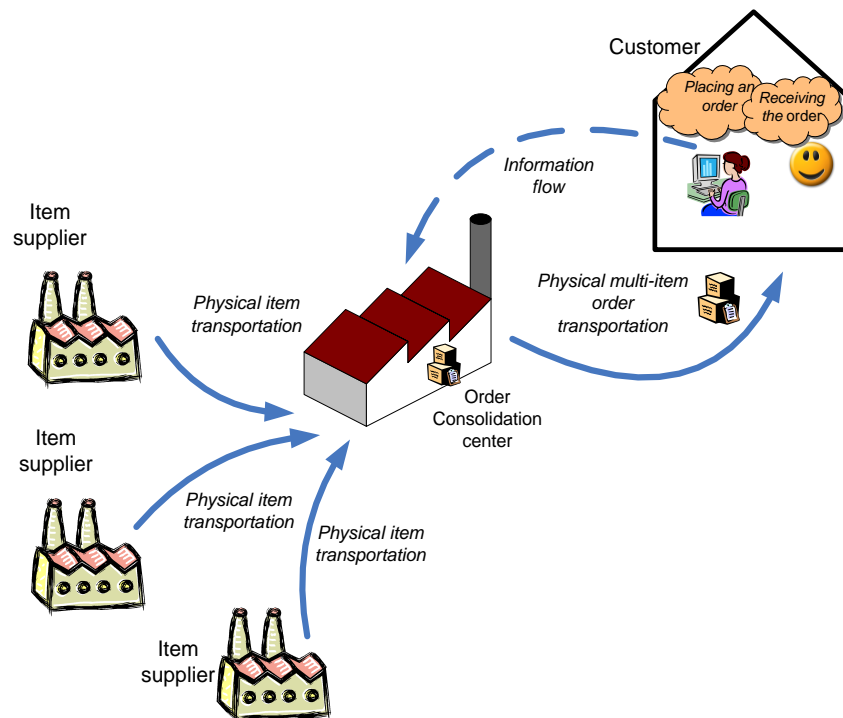 Customer
Placing an
order
Receiving
the order
Information
flow
Item
supplier
Physical item
transportation
Physical multi-item
order
transportation
Order
Consolidation
center
Item
supplier
Physical item
transportation
Physical item
transportation
Item
supplier